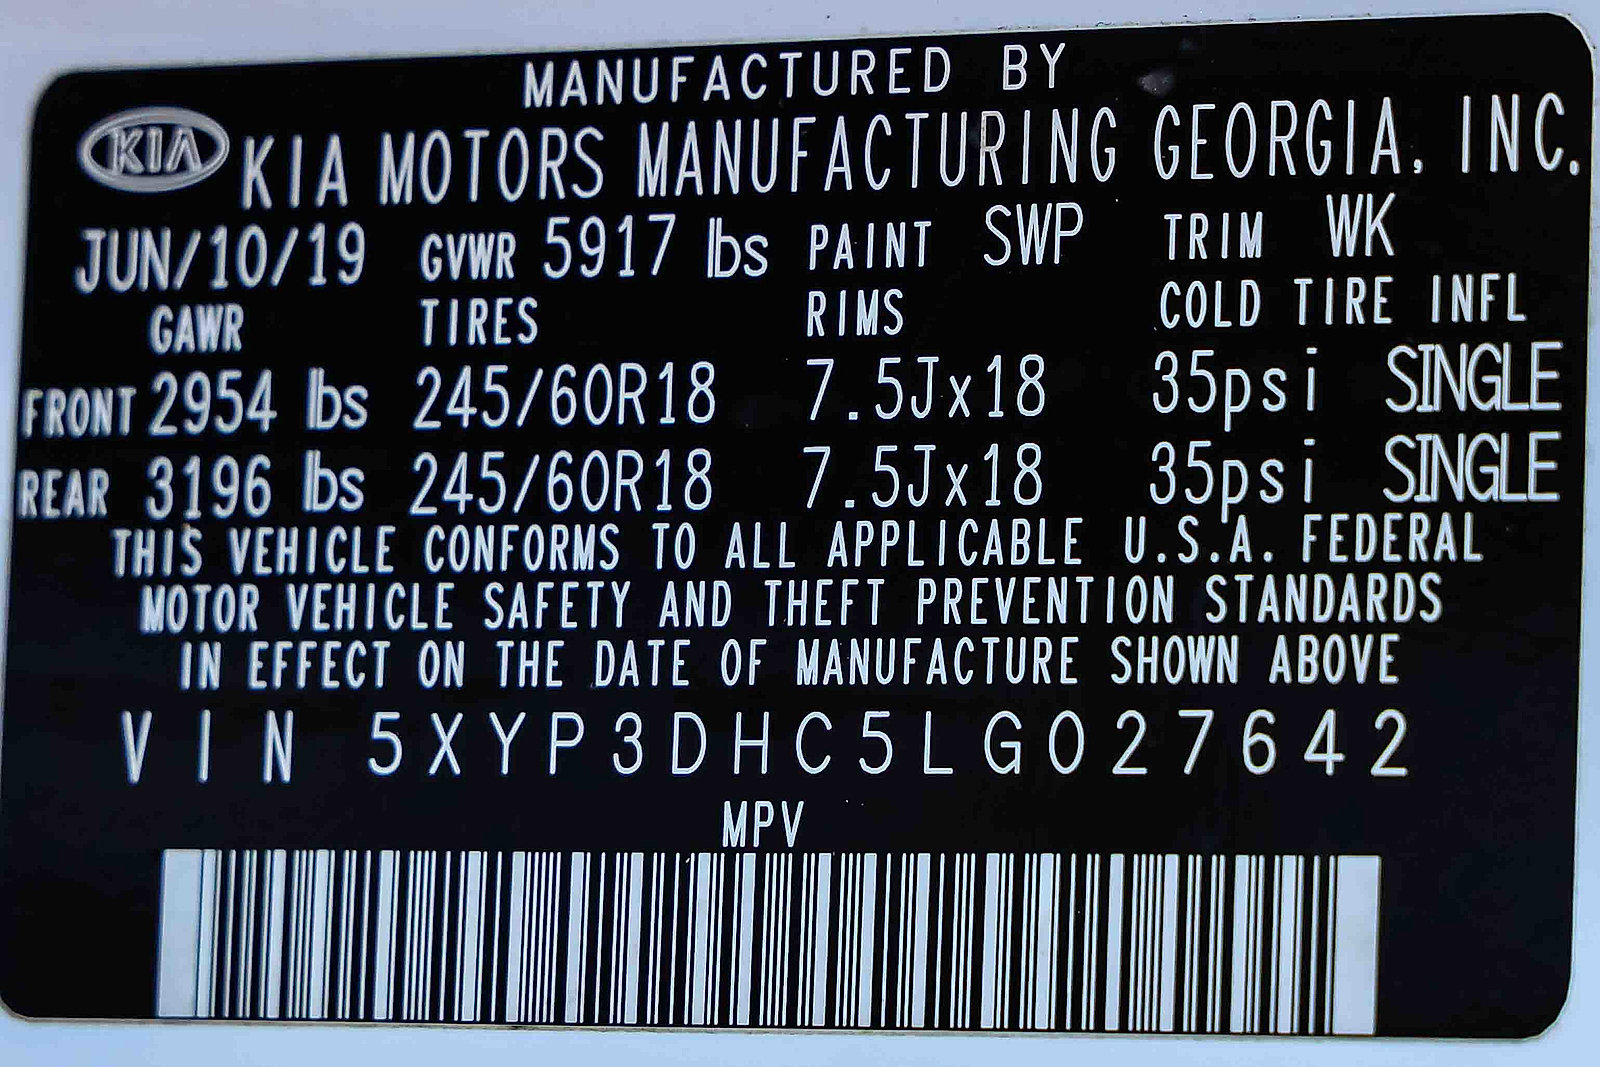 MANUFACTURED BY
KIA KIA MOTORS MANUFACTURING GEORGIA, INC.
JUN/10/19 GVWR 5917 lbs PAINT SWP TRIM WK
GAWR TIRES RIMS COLD TIRE INFL
FRONT 2954 lbs 245/60R18 7.5Jx18 35psi SINGLE
REAR 3196 lbs 245/60R18 7.5Jx18 35psi SINGLE
THIS VEHICLE CONFORMS TO ALL APPLICABLE U.S.A. FEDERAL
MOTOR VEHICLE SAFETY AND THEFT PREVENTION STANDARDS
IN EFFECT ON THE DATE OF MANUFACTURE SHOWN ABOVE
VIN 5XYP3DHC5LG027642
MPV